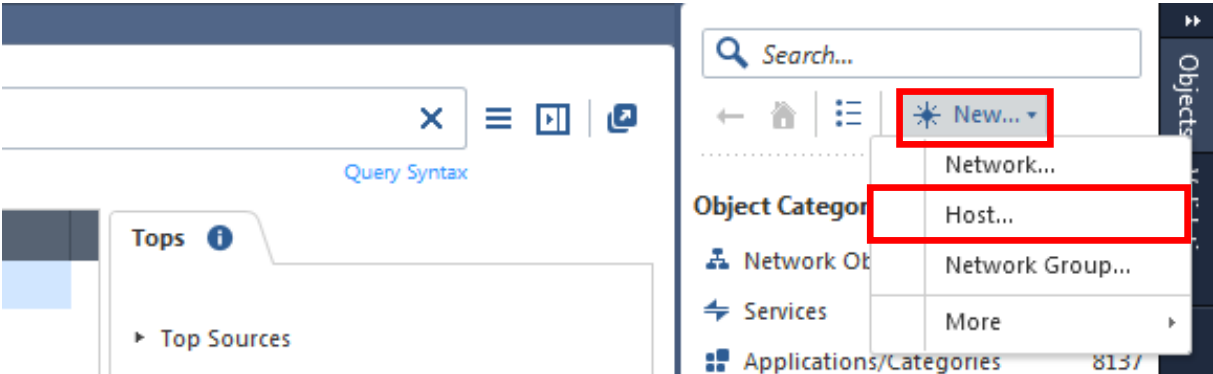 Search...
Objects
New...
Query Syntax
Network...
Object Categor
Host...
Tops
Network Ob
Network Group...
Services
More
Top Sources
Applications/Categories 8137